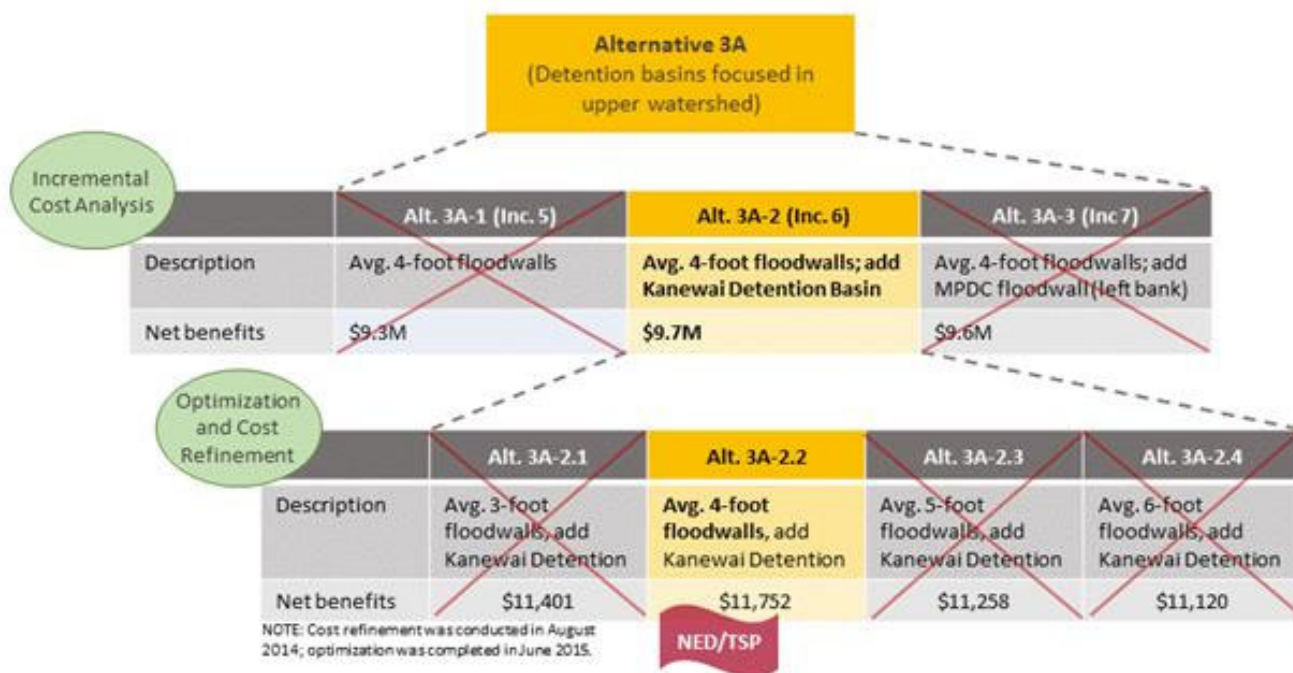 Alternative 3A
(Detention basins focused in
upper watershed)
Incremental
Cost Analysis
Alt. 3A-1 (Inc. 5)
Alt. 3A-2 (Inc. 6)
Alt. 3A-3 (Inc 7)
Description
Avg. 4-foot floodwalls
Avg. 4-foot floodwalls; add
Kanewai Detention Basin
Avg. 4-foot floodwalls; add
MPDC floodwall (left bank)
Net benefits
$9.3M
$9.7M
$9.6M
Optimization
and Cost
Refinement
Alt. 3A-2.1
Alt. 3A-2.2
Alt. 3A-2.3
Alt. 3A-2.4
Description
Avg. 3-foot
floodwalls, add
Kanewai Detention
Avg. 4-foot
floodwalls, add
Kanewai Detention
Avg. 5-foot
floodwalls, add
Kanewai Detention
Avg. 6-foot
floodwalls, add
Kanewai Detention
Net benefits
$11,401
$11,752
$11,258
$11,120
NOTE: Cost refinement was conducted in August
2014; optimization was completed in June 2015.
NED/TSP